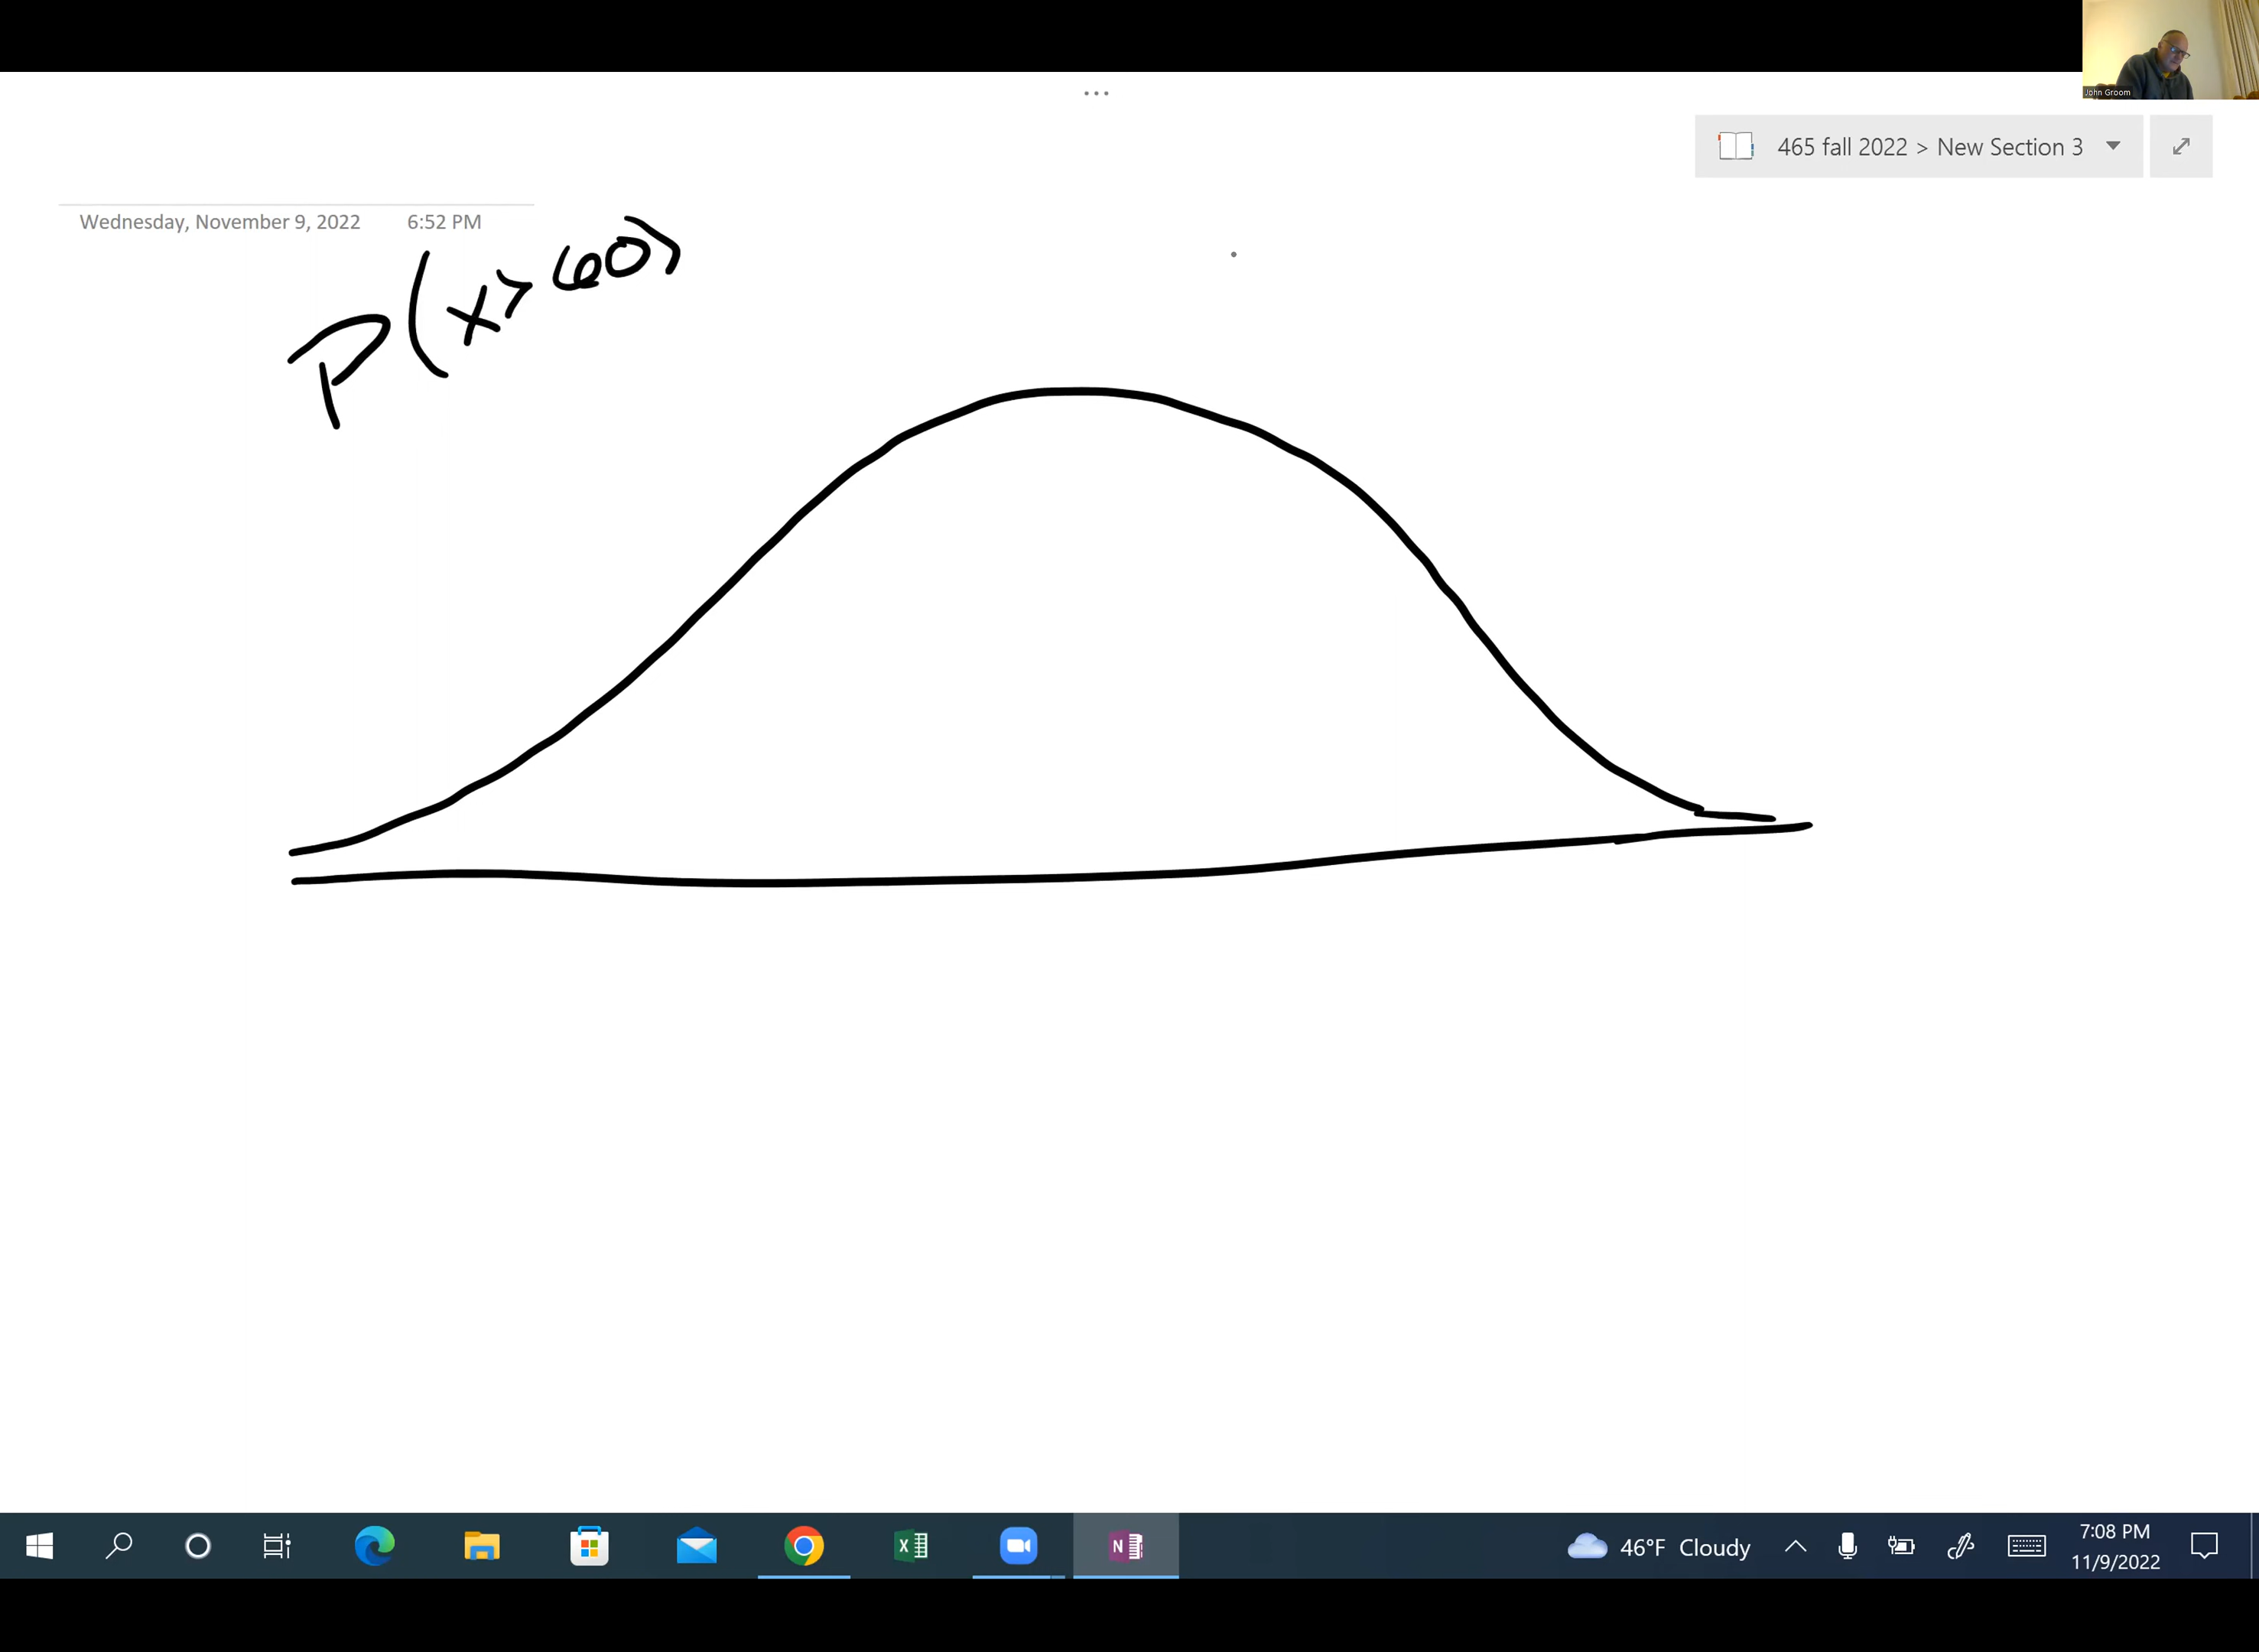 John Groom
465 fall 2022 > New Section 3
Wednesday, November 9, 2022 6:52 PM
P(x>60)
46°F Cloudy
7:08 PM
11/9/2022